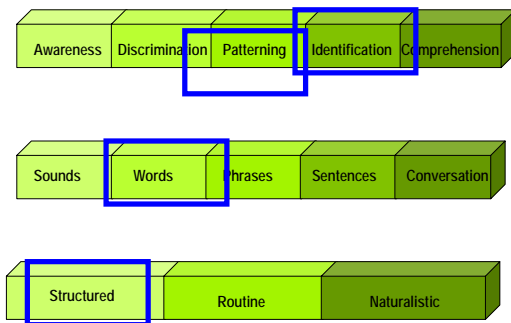 Awareness Discrimination Patterning Identification Comprehension
Sounds Words Phrases Sentences Conversation
Structured Routine Naturalistic